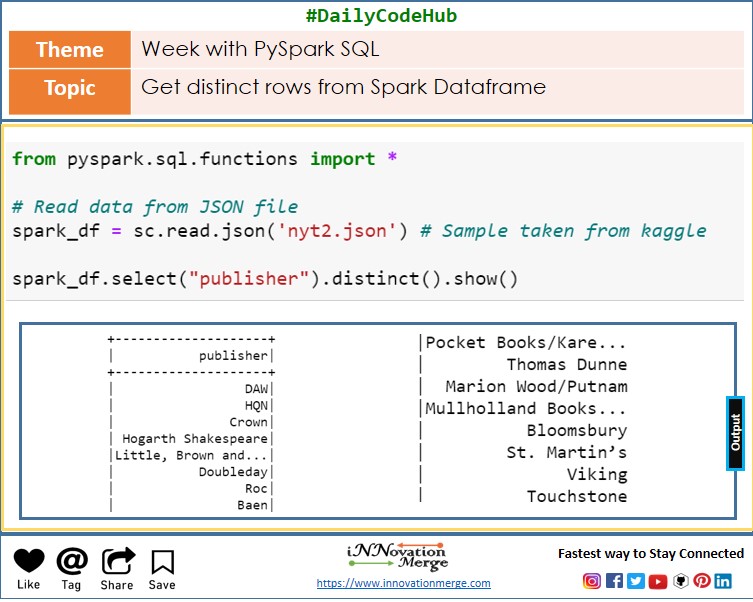 #DailyCodeHub
Theme
Week with PySpark SQL
Topic
Get distinct rows from Spark Dataframe
from pyspark.sql.functions import *
# Read data from JSON file
spark_df = sc.read.json('nyt2.json') # Sample taken from kaggle
spark_df.select("publisher").distinct().show()
+--------------------+
|           publisher|
+--------------------+
|                 DAW|
|                 HQN|
|               Crown|
| Hogarth Shakespeare|
|Little, Brown and...|
|           Doubleday|
|                 Roc|
|                Baen|
|Pocket Books/Kare...
|        Thomas Dunne
|  Marion Wood/Putnam
|Mullholland Books...
|          Bloomsbury
|        St. Martin’s
|              Viking
|          Touchstone
Output
Like
Tag
Share
Save
iNNovation
Merge
https://www.innovationmerge.com
Fastest way to Stay Connected